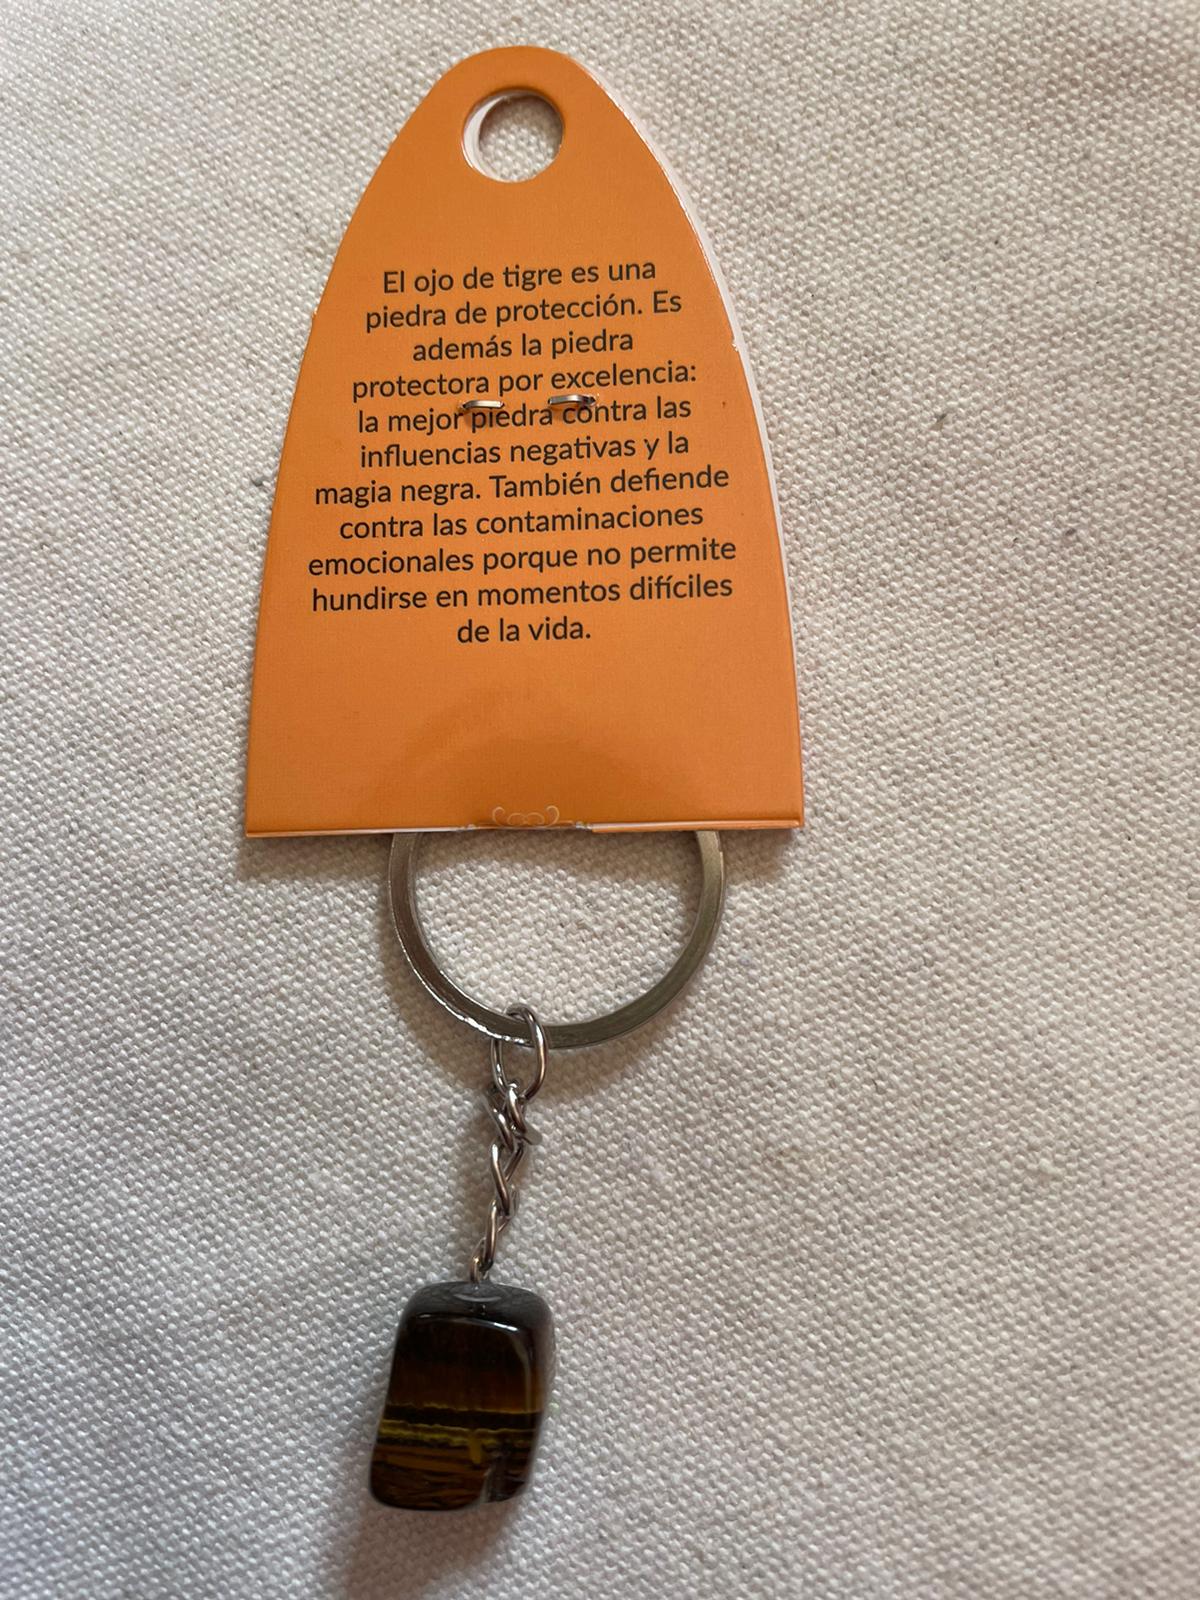 El ojo de tigre es una
piedra de protección. Es
además la piedra
protectora por excelencia:
la mejor piedra contra las
influencias negativas y la
magia negra. También defiende
contra las contaminaciones
emocionales porque no permite
hundirse en momentos difíciles
de la vida.